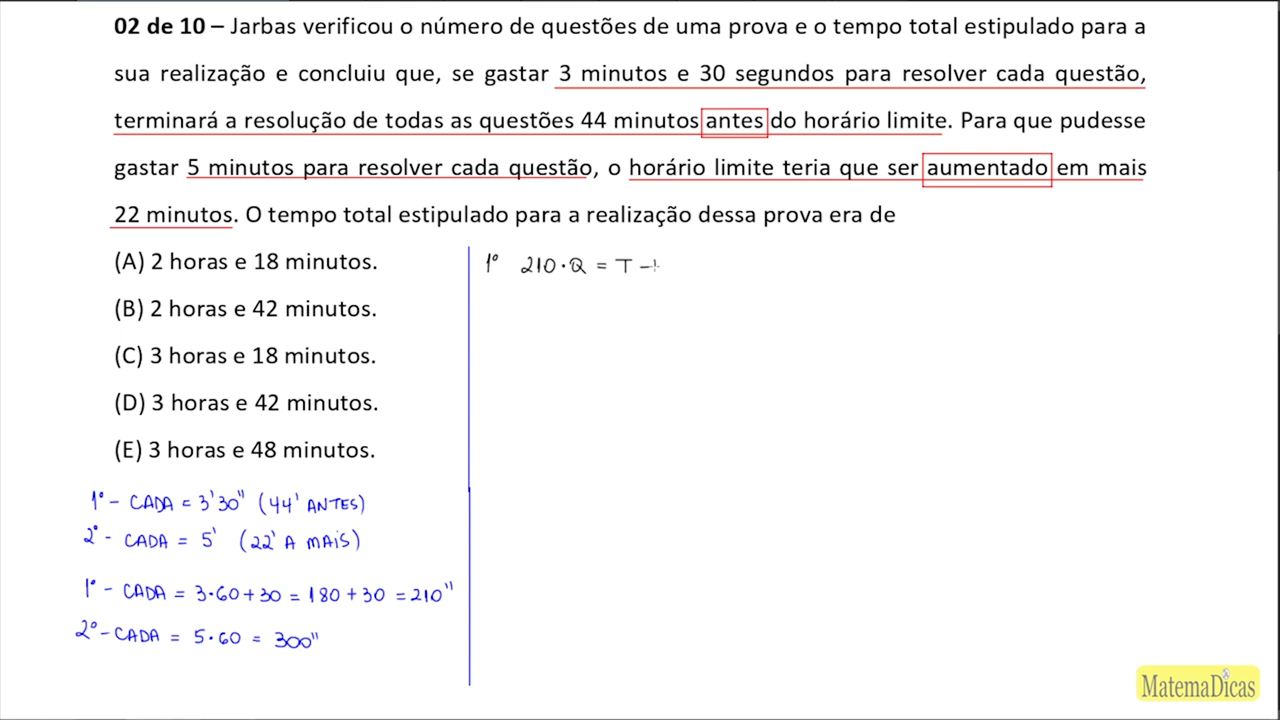 02 de 10 – Jarbas verificou o número de questões de uma prova e o tempo total estipulado para a
sua realização e concluiu que, se gastar 3 minutos e 30 segundos para resolver cada questão,
terminará a resolução de todas as questões 44 minutos antes do horário limite. Para que pudesse
gastar 5 minutos para resolver cada questão, o horário limite teria que ser aumentado em mais
22 minutos. O tempo total estipulado para a realização dessa prova era de
(A) 2 horas e 18 minutos.
(B) 2 horas e 42 minutos.
(C) 3 horas e 18 minutos.
(D) 3 horas e 42 minutos.
(E) 3 horas e 48 minutos.
1º - CADA = 3'30" (44' ANTES)
2º - CADA = 5' (22' A MAIS)
1º - CADA = 3·60+30 = 180+30 = 210"
2º - CADA = 5·60 = 300"
1º 210·Q = T -
MatemaDicas